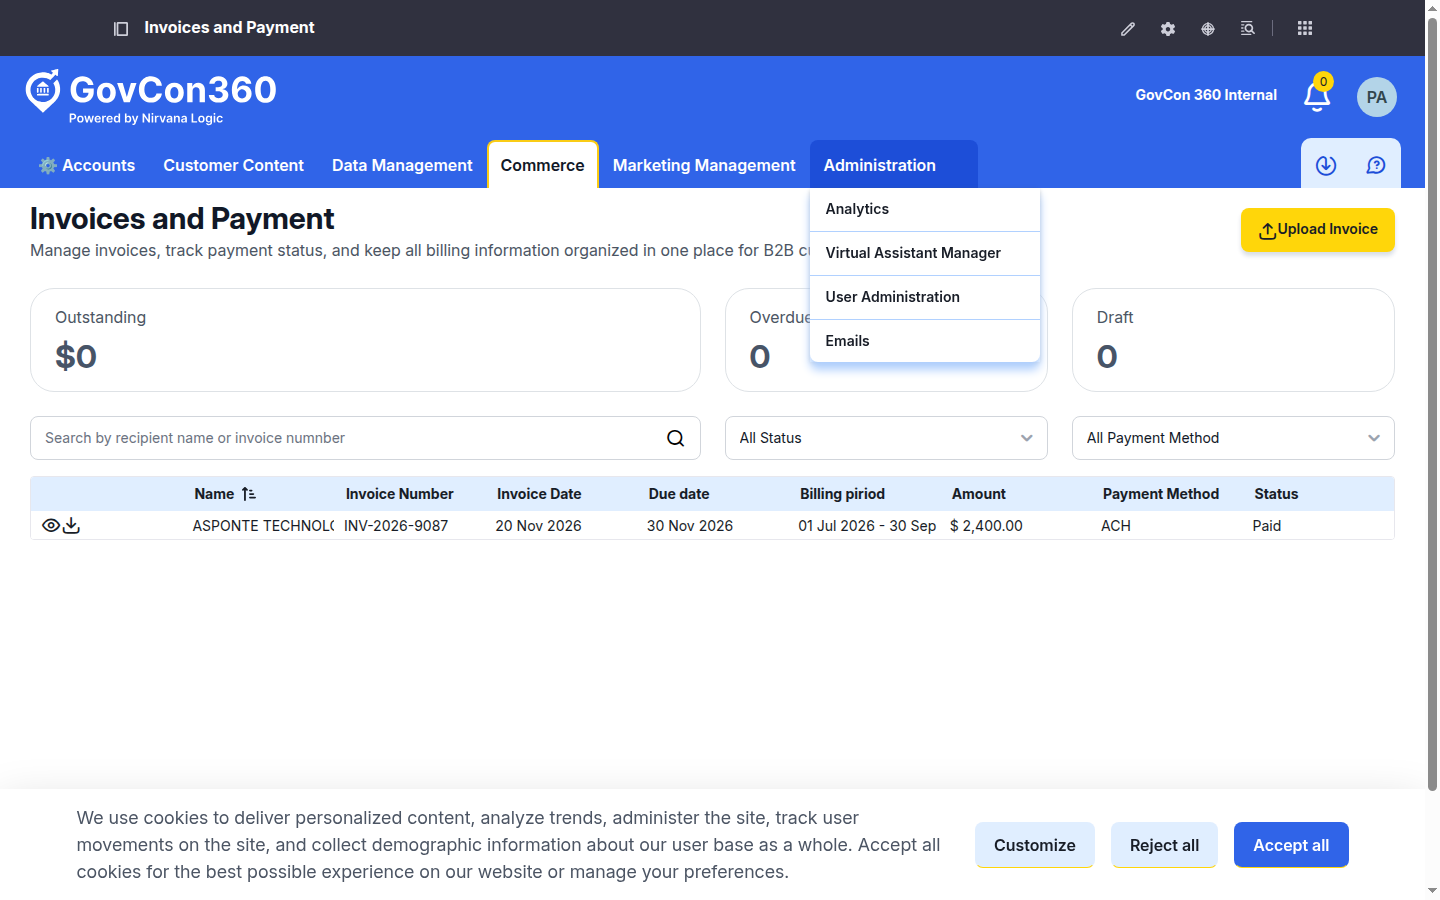 Invoices and Payment
GovCon360
Powered by Nirvana Logic
GovCon 360 Internal
0
PA
Accounts
Customer Content
Data Management
Commerce
Marketing Management
Administration
Analytics
Virtual Assistant Manager
User Administration
Emails
Invoices and Payment
Manage invoices, track payment status, and keep all billing information organized in one place for B2B
Upload Invoice
Outstanding
$0
Overdue
0
Draft
0
Search by recipient name or invoice numnber
All Status
All Payment Method
Name Invoice Number Invoice Date Due date Billing piriod Amount Payment Method Status
ASPONTE INV-2026-9087 20 Nov 2026 30 Nov 2026 01 Jul 2026 - 30 Sep $ 2,400.00 ACH Paid
We use cookies to deliver personalized content, analyze trends, administer the site, track user
movements on the site, and collect demographic information about our user base as a whole. Accept all
cookies for the best possible experience on our website or manage your preferences.
Customize
Reject all
Accept all